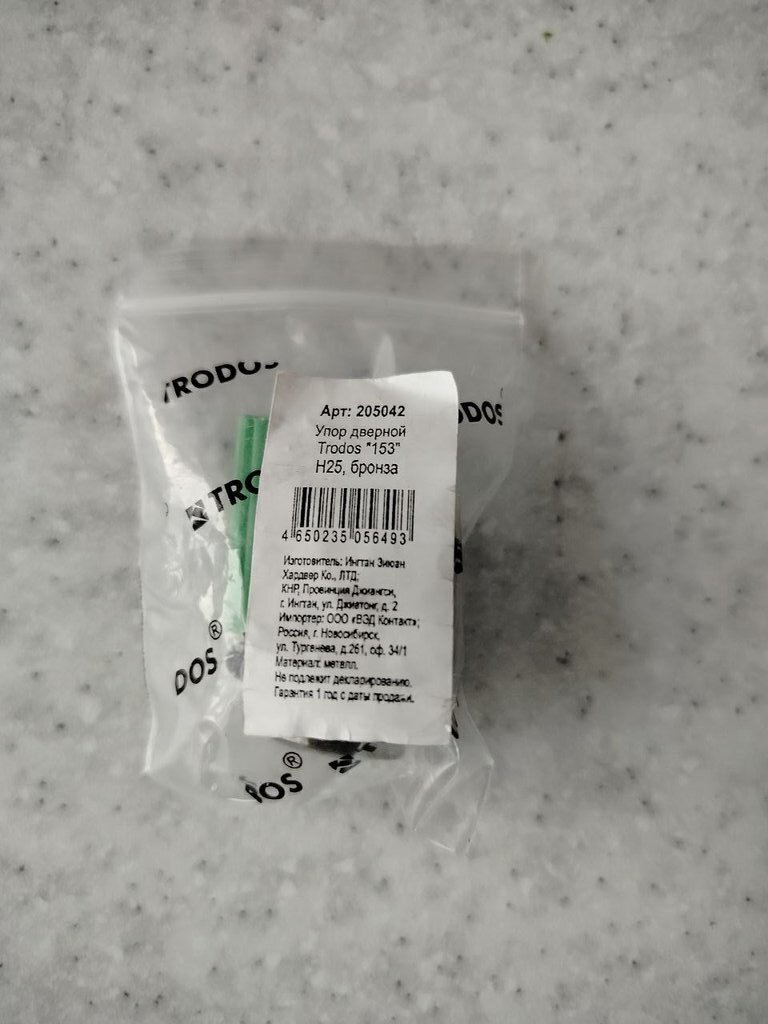 TRODOS
DOS
Арт: 205042
Упор дверной
Trodos "153"
H25, бронза
TRO
4 650235 056493
Изготовитель: Ингтан Зиюан
Хардвер Ко., ЛТД;
КНР, Провинция Джиангси,
г. Ингтан, ул. Джиатонг, д. 2
Импортер: ООО «ВЭД Контакт»;
Россия, г. Новосибирск,
ул. Тургенева, д.261, оф. 34/1
Материал: металл.
Не подлежит декларированию.
Гарантия 1 год с даты продажи.
DOS®
DOS®